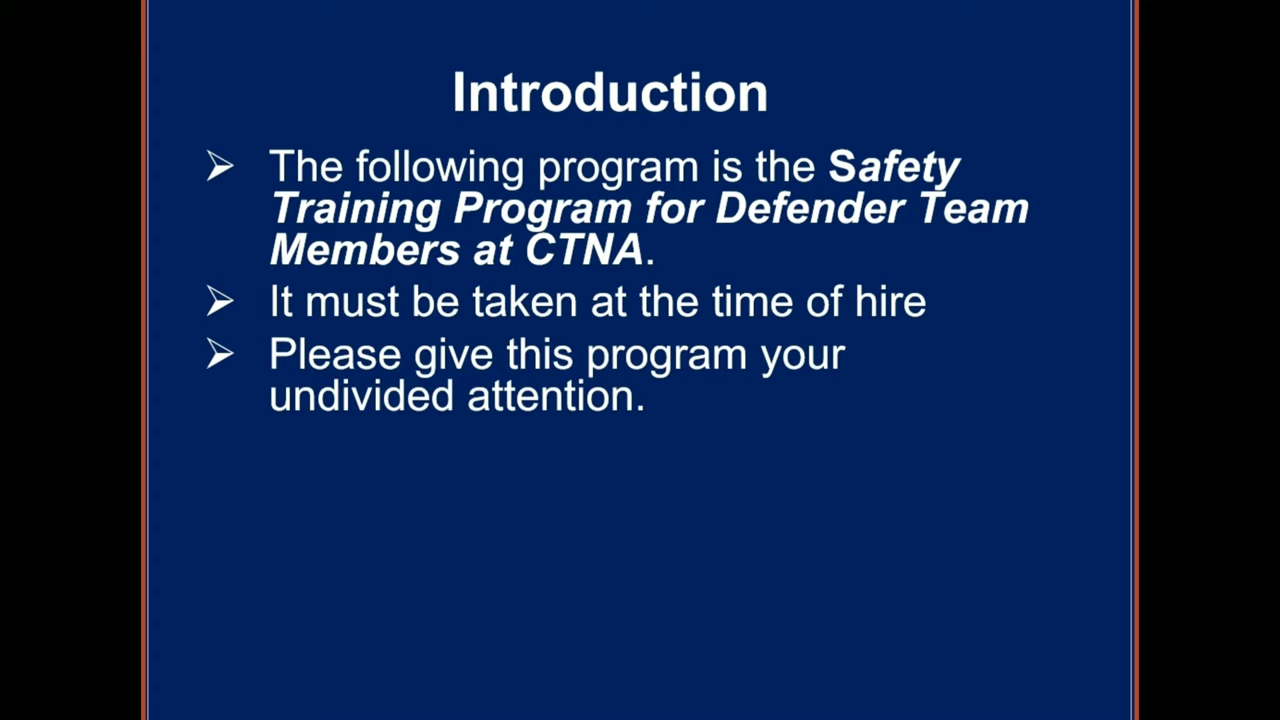 Introduction
➢ The following program is the Safety
Training Program for Defender Team
Members at CTNA.
➢ It must be taken at the time of hire
➢ Please give this program your
undivided attention.